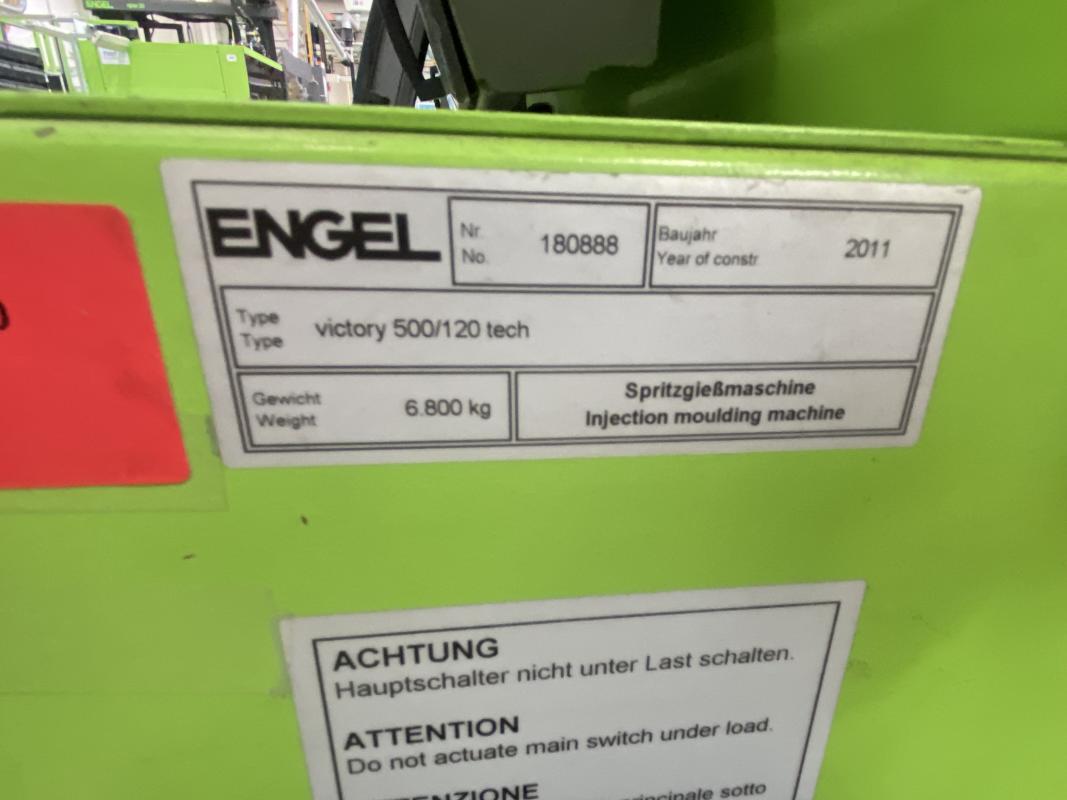 ENGEL
ENGEL
Nr.
No.
180888
Baujahr
Year of constr.
2011
Type
Type
victory 500/120 tech
Gewicht
Weight
6.800 kg
Spritzgießmaschine
Injection moulding machine
ACHTUNG
Hauptschalter nicht unter Last schalten.
ATTENTION
Do not actuate main switch under load.
sotto